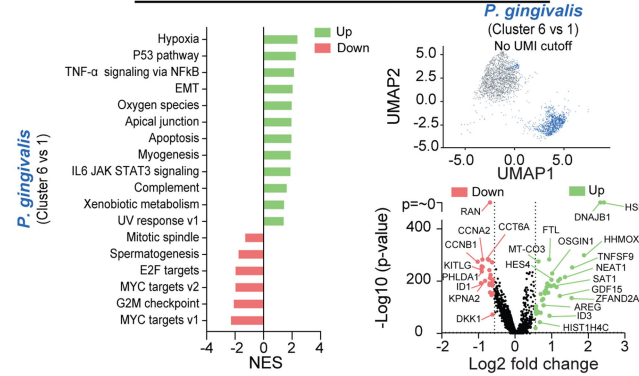 P. gingivalis
(Cluster 6 vs 1)
Up
Down
Hypoxia
P53 pathway
TNF-α signaling via NFkB
EMT
Oxygen species
Apical junction
Apoptosis
Myogenesis
IL6 JAK STAT3 signaling
Complement
Xenobiotic metabolism
UV response v1
Mitotic spindle
Spermatogenesis
E2F targets
MYC targets v2
G2M checkpoint
MYC targets v1
-4 -2 0 2 4
NES
P. gingivalis
(Cluster 6 vs 1)
No UMI cutoff
UMAP2
5.0
2.5
0.0
-2.5
-5.0
-5.0 0.0 5.0
UMAP1
Down
Up
p=~0
400
200
0
-Log10 (p-value)
RAN
HS
DNAJB1
CCNA2
CCT6A
FTL
CCNB1
MT-CO3
OSGIN1
HHMOX
KITLG
HES4
TNFSF9
PHLDA1
NEAT1
ID1
SAT1
KPNA2
GDF15
ZFAND2A
AREG
DKK1
ID3
HIST1H4C
-2 -1 0 1 2 3
Log2 fold change